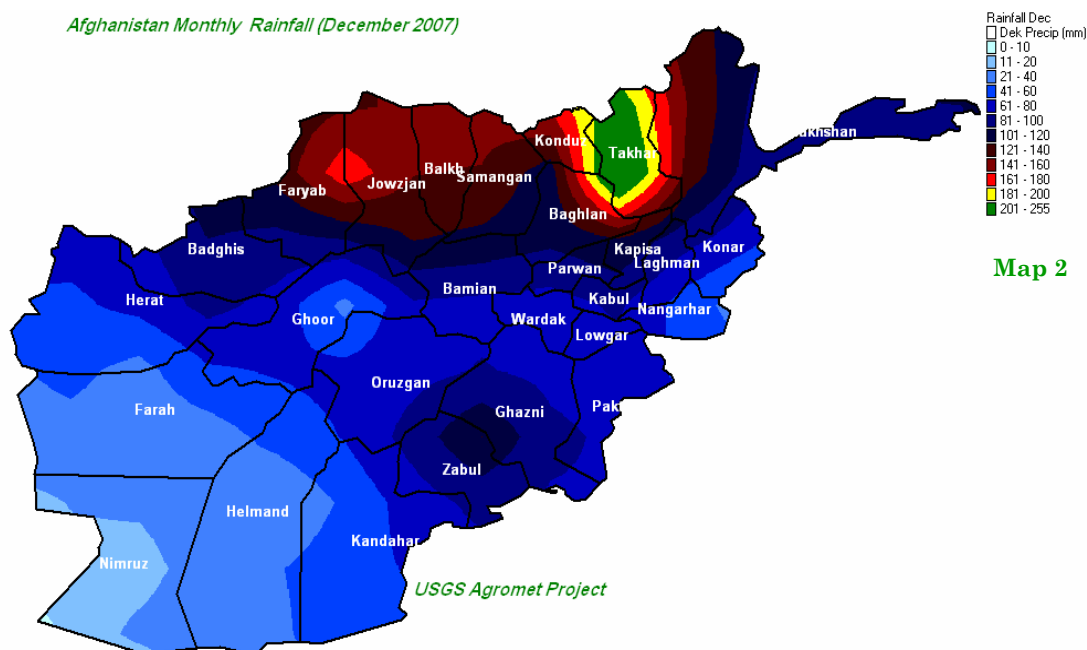 Afghanistan Monthly Rainfall (December 2007)
Rainfall Dec
Dek Precip (mm)
0 - 10
11 - 20
21 - 40
41 - 60
61 - 80
81 - 100
101 - 120
121 - 140
141 - 160
161 - 180
181 - 200
201 - 255
Map 2
Konduz
Takhar
Balkh
Samangan
Jowzjan
Faryab
Baghlan
Badghis
Kapisa
Konar
Laghman
Parwan
Bamian
Herat
Kabul
Nangarhar
Ghoor
Wardak
Lowgar
Oruzgan
Farah
Ghazni
Zabul
Helmand
Kandahar
Nimruz
USGS Agromet Project